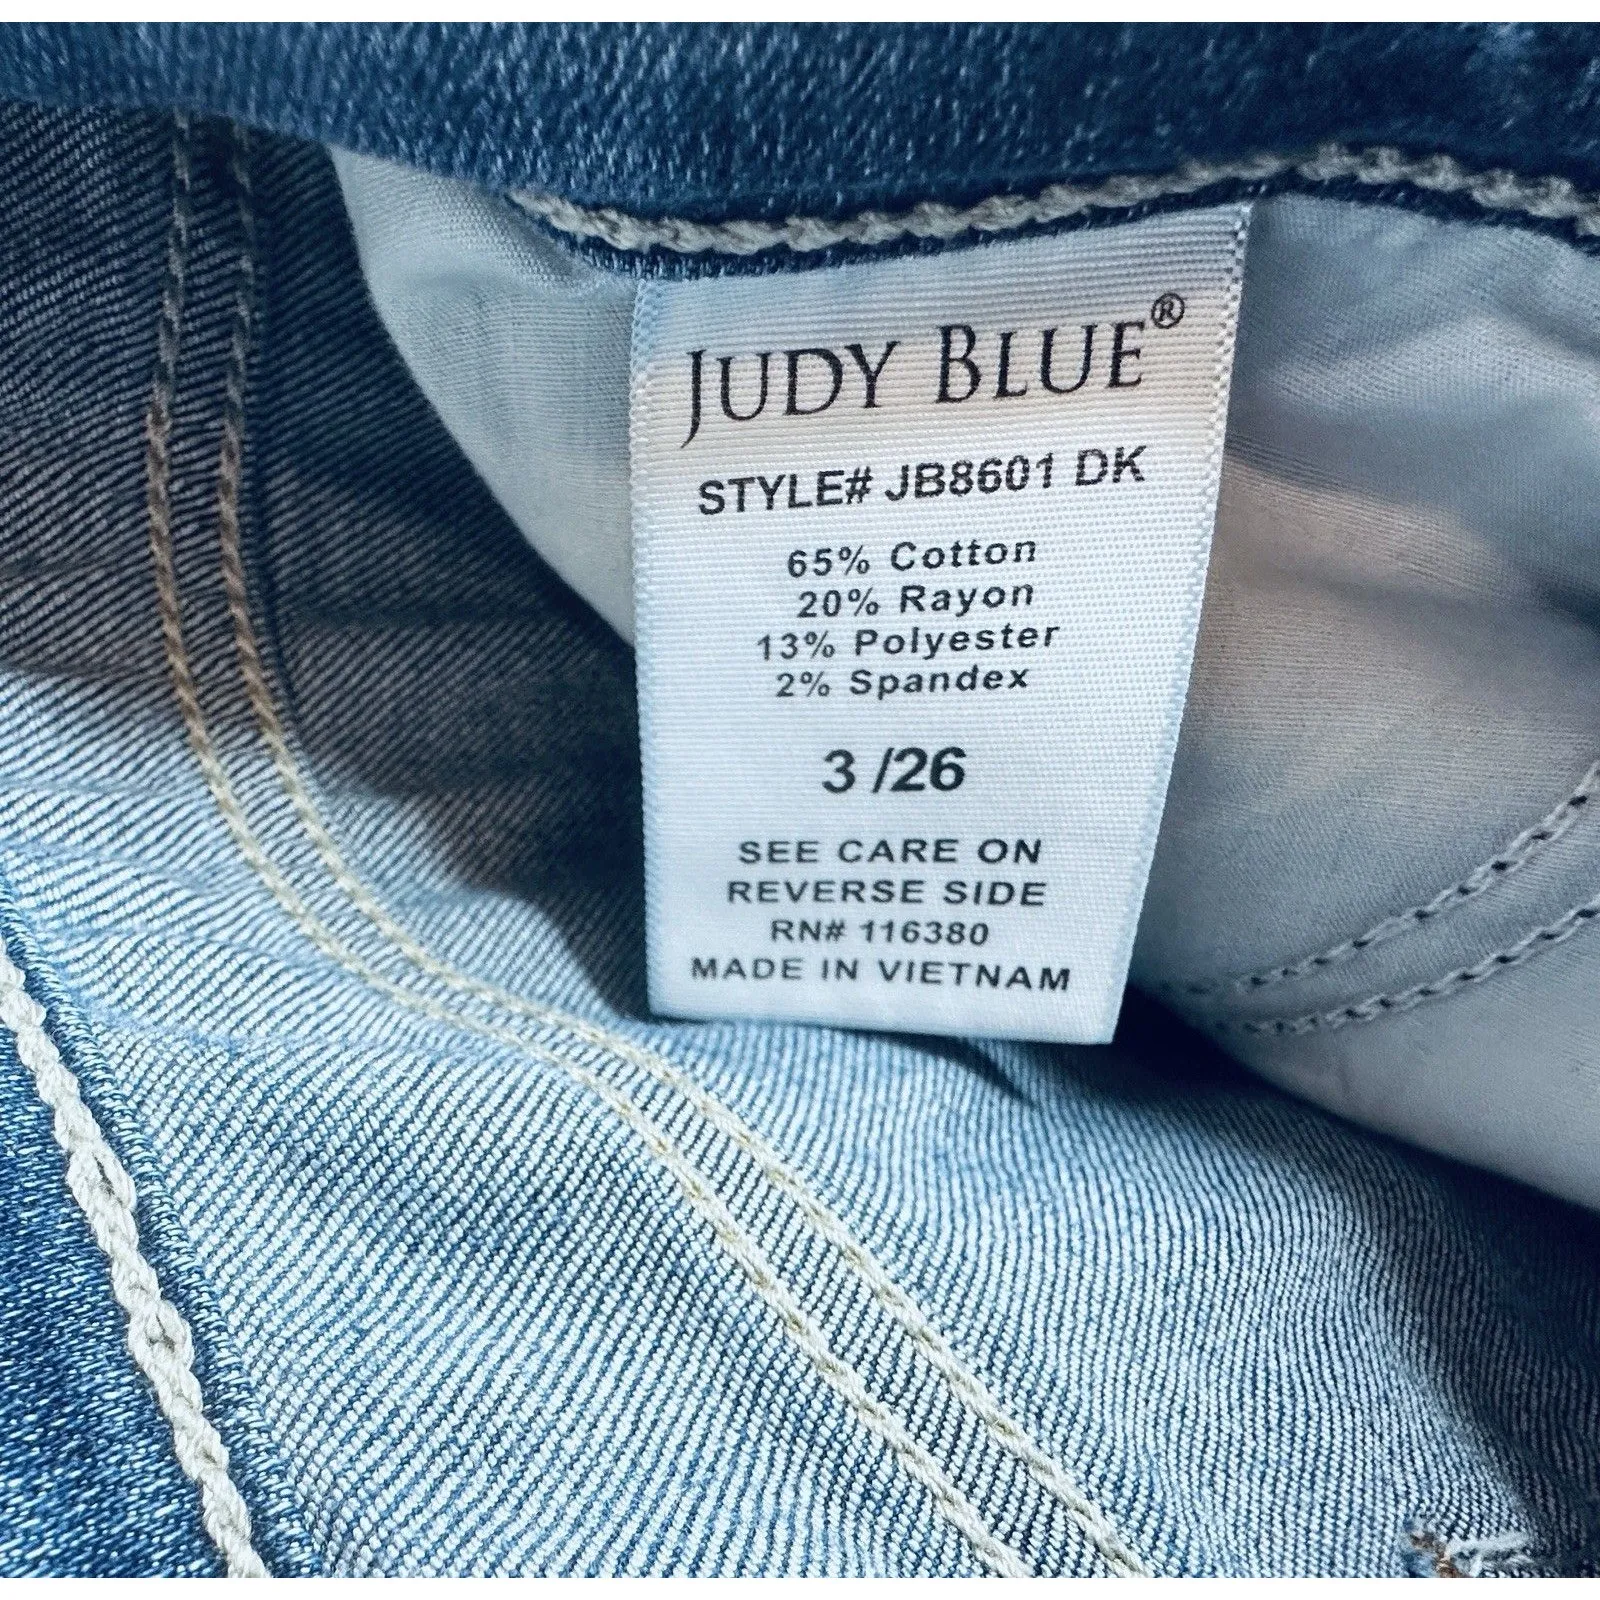 JUDY BLUE®
STYLE# JB8601 DK
65% Cotton
20% Rayon
13% Polyester
2% Spandex
3 /26
SEE CARE ON
REVERSE SIDE
RN# 116380
MADE IN VIETNAM